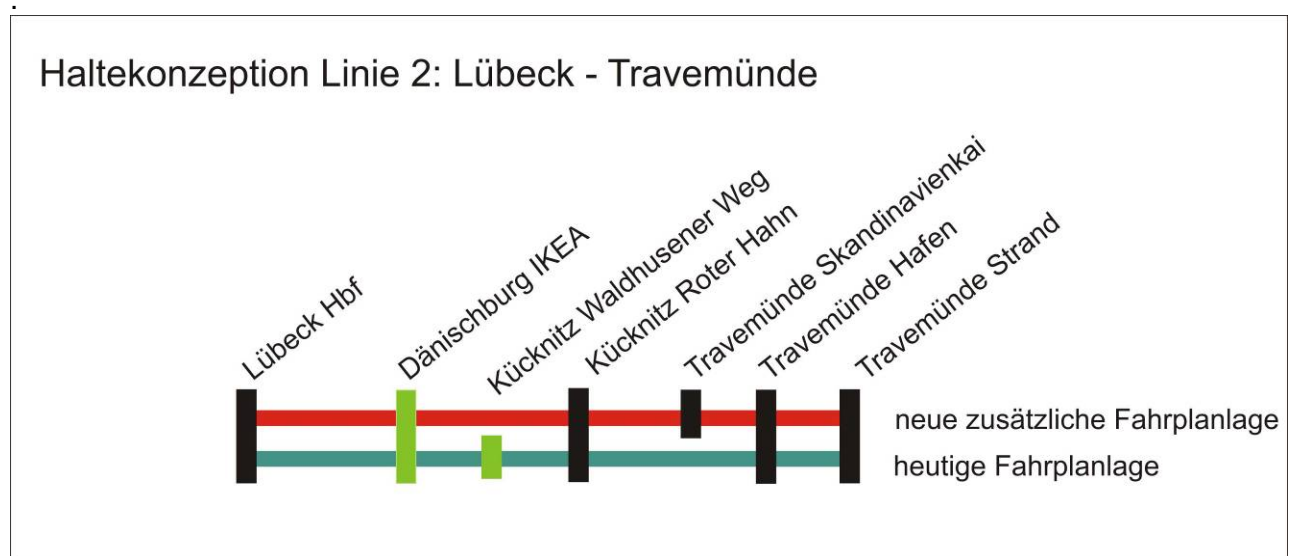 .
Haltekonzeption Linie 2: Lübeck - Travemünde
Lübeck Hbf
Dänischburg IKEA
Kücknitz Waldhusener Weg
Kücknitz Roter Hahn
Travemünde Skandinavienkai
Travemünde Hafen
Travemünde Strand
neue zusätzliche Fahrplanlage
heutige Fahrplanlage